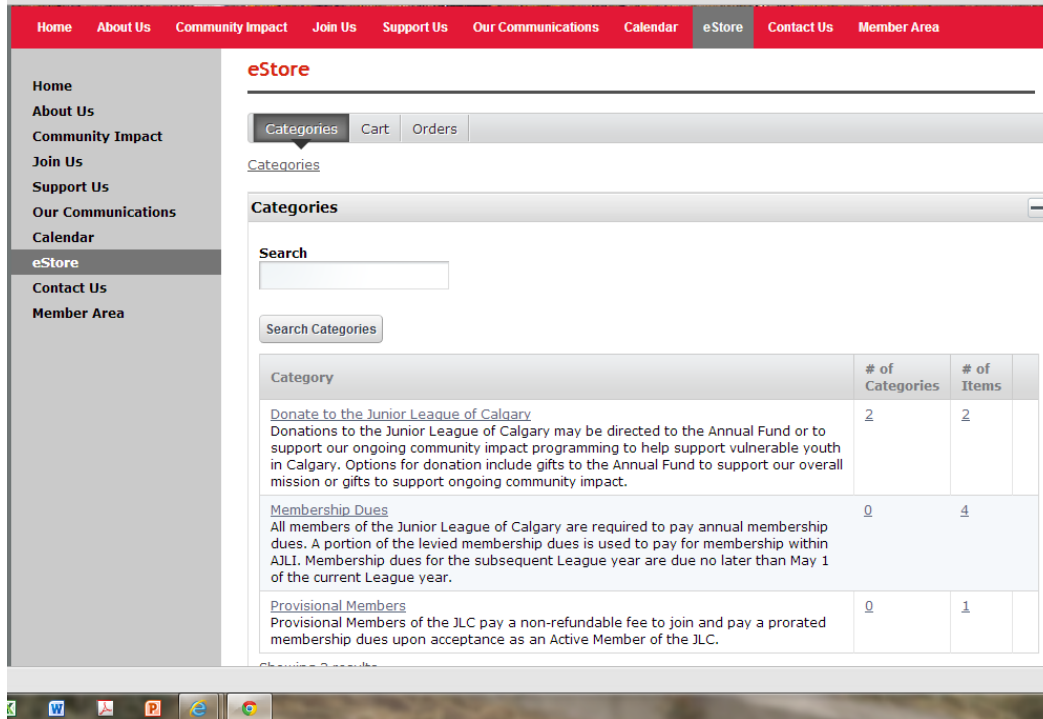 Home About Us Community Impact Join Us Support Us Our Communications Calendar eStore Contact Us Member Area
Home
About Us
Community Impact
Join Us
Support Us
Our Communications
Calendar
eStore
Contact Us
Member Area
eStore
Categories Cart Orders
Categories
Categories
Search
Search Categories
Category # of Categories # of Items
Donate to the Junior League of Calgary 2 2
Donations to the Junior League of Calgary may be directed to the Annual Fund or to
support our ongoing community impact programming to help support vulnerable youth
in Calgary. Options for donation include gifts to the Annual Fund to support our overall
mission or gifts to support ongoing community impact.
Membership Dues 0 4
All members of the Junior League of Calgary are required to pay annual membership
dues. A portion of the levied membership dues is used to pay for membership within
AJLI. Membership dues for the subsequent League year are due no later than May 1
of the current League year.
Provisional Members 0 1
Provisional Members of the JLC pay a non-refundable fee to join and pay a prorated
membership dues upon acceptance as an Active Member of the JLC.